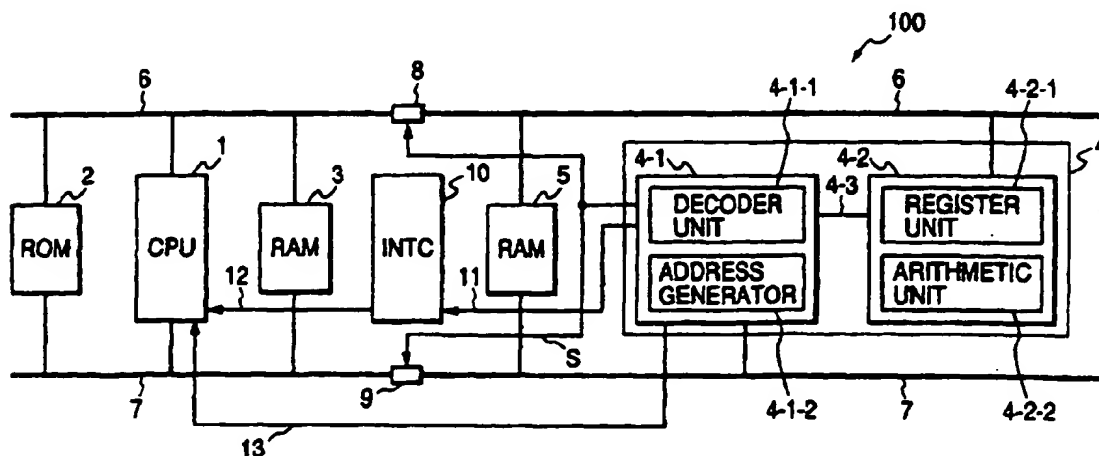 100
6
8
4-1-1
6
4-2-1
4
2
1
3
10
5
4-1
4-2
4-3
ROM
CPU
RAM
INTC
RAM
DECODER UNIT
ADDRESS GENERATOR
REGISTER UNIT
ARITHMETIC UNIT
12
11
S
7
9
13
4-1-2
7
4-2-2